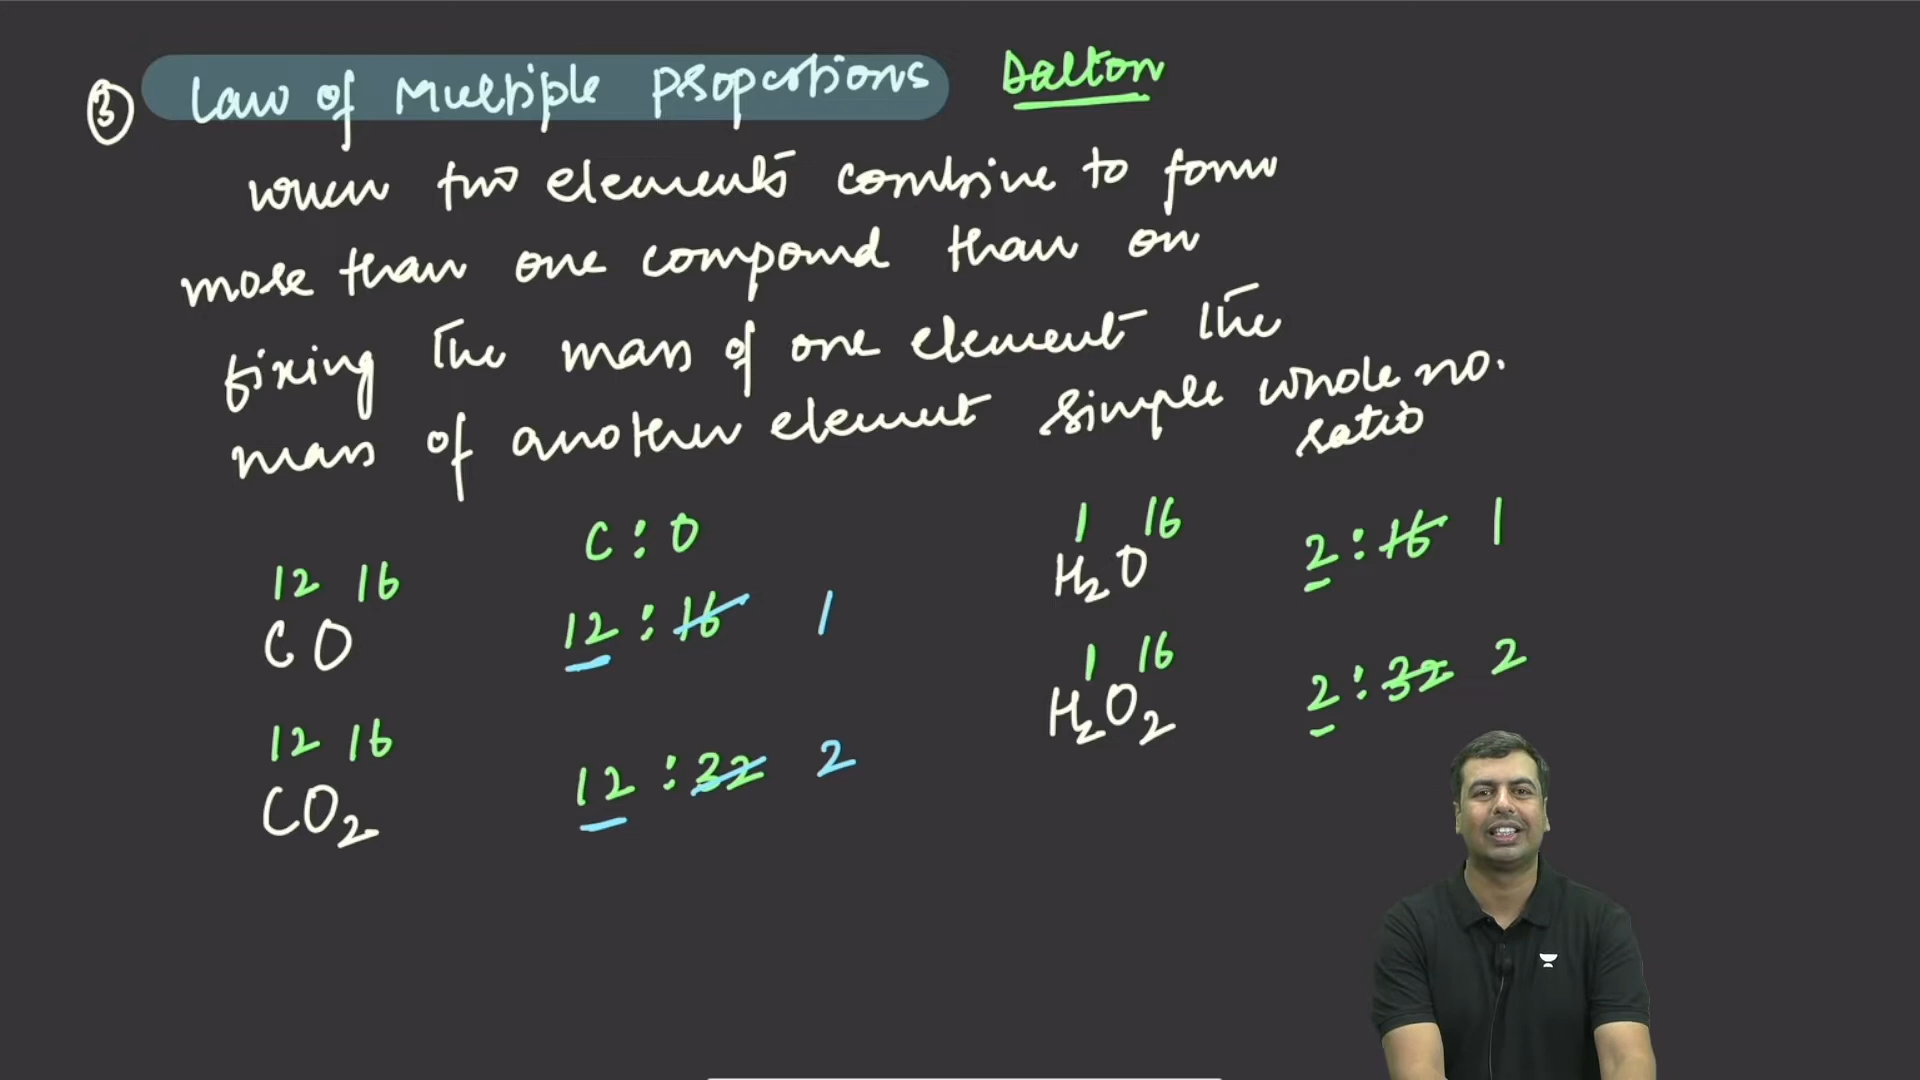 ③ Law of Multiple proportions Dalton
when two elements combine to form
more than one compound than on
fixing the mass of one element the
mass of another element simple whole no.
ratio
C : O
12 16
CO
12 : 16 1
12 16
CO2
12 : 32 2
1 16
H2O
2 : 16 1
1 16
H2O2
2 : 32 2